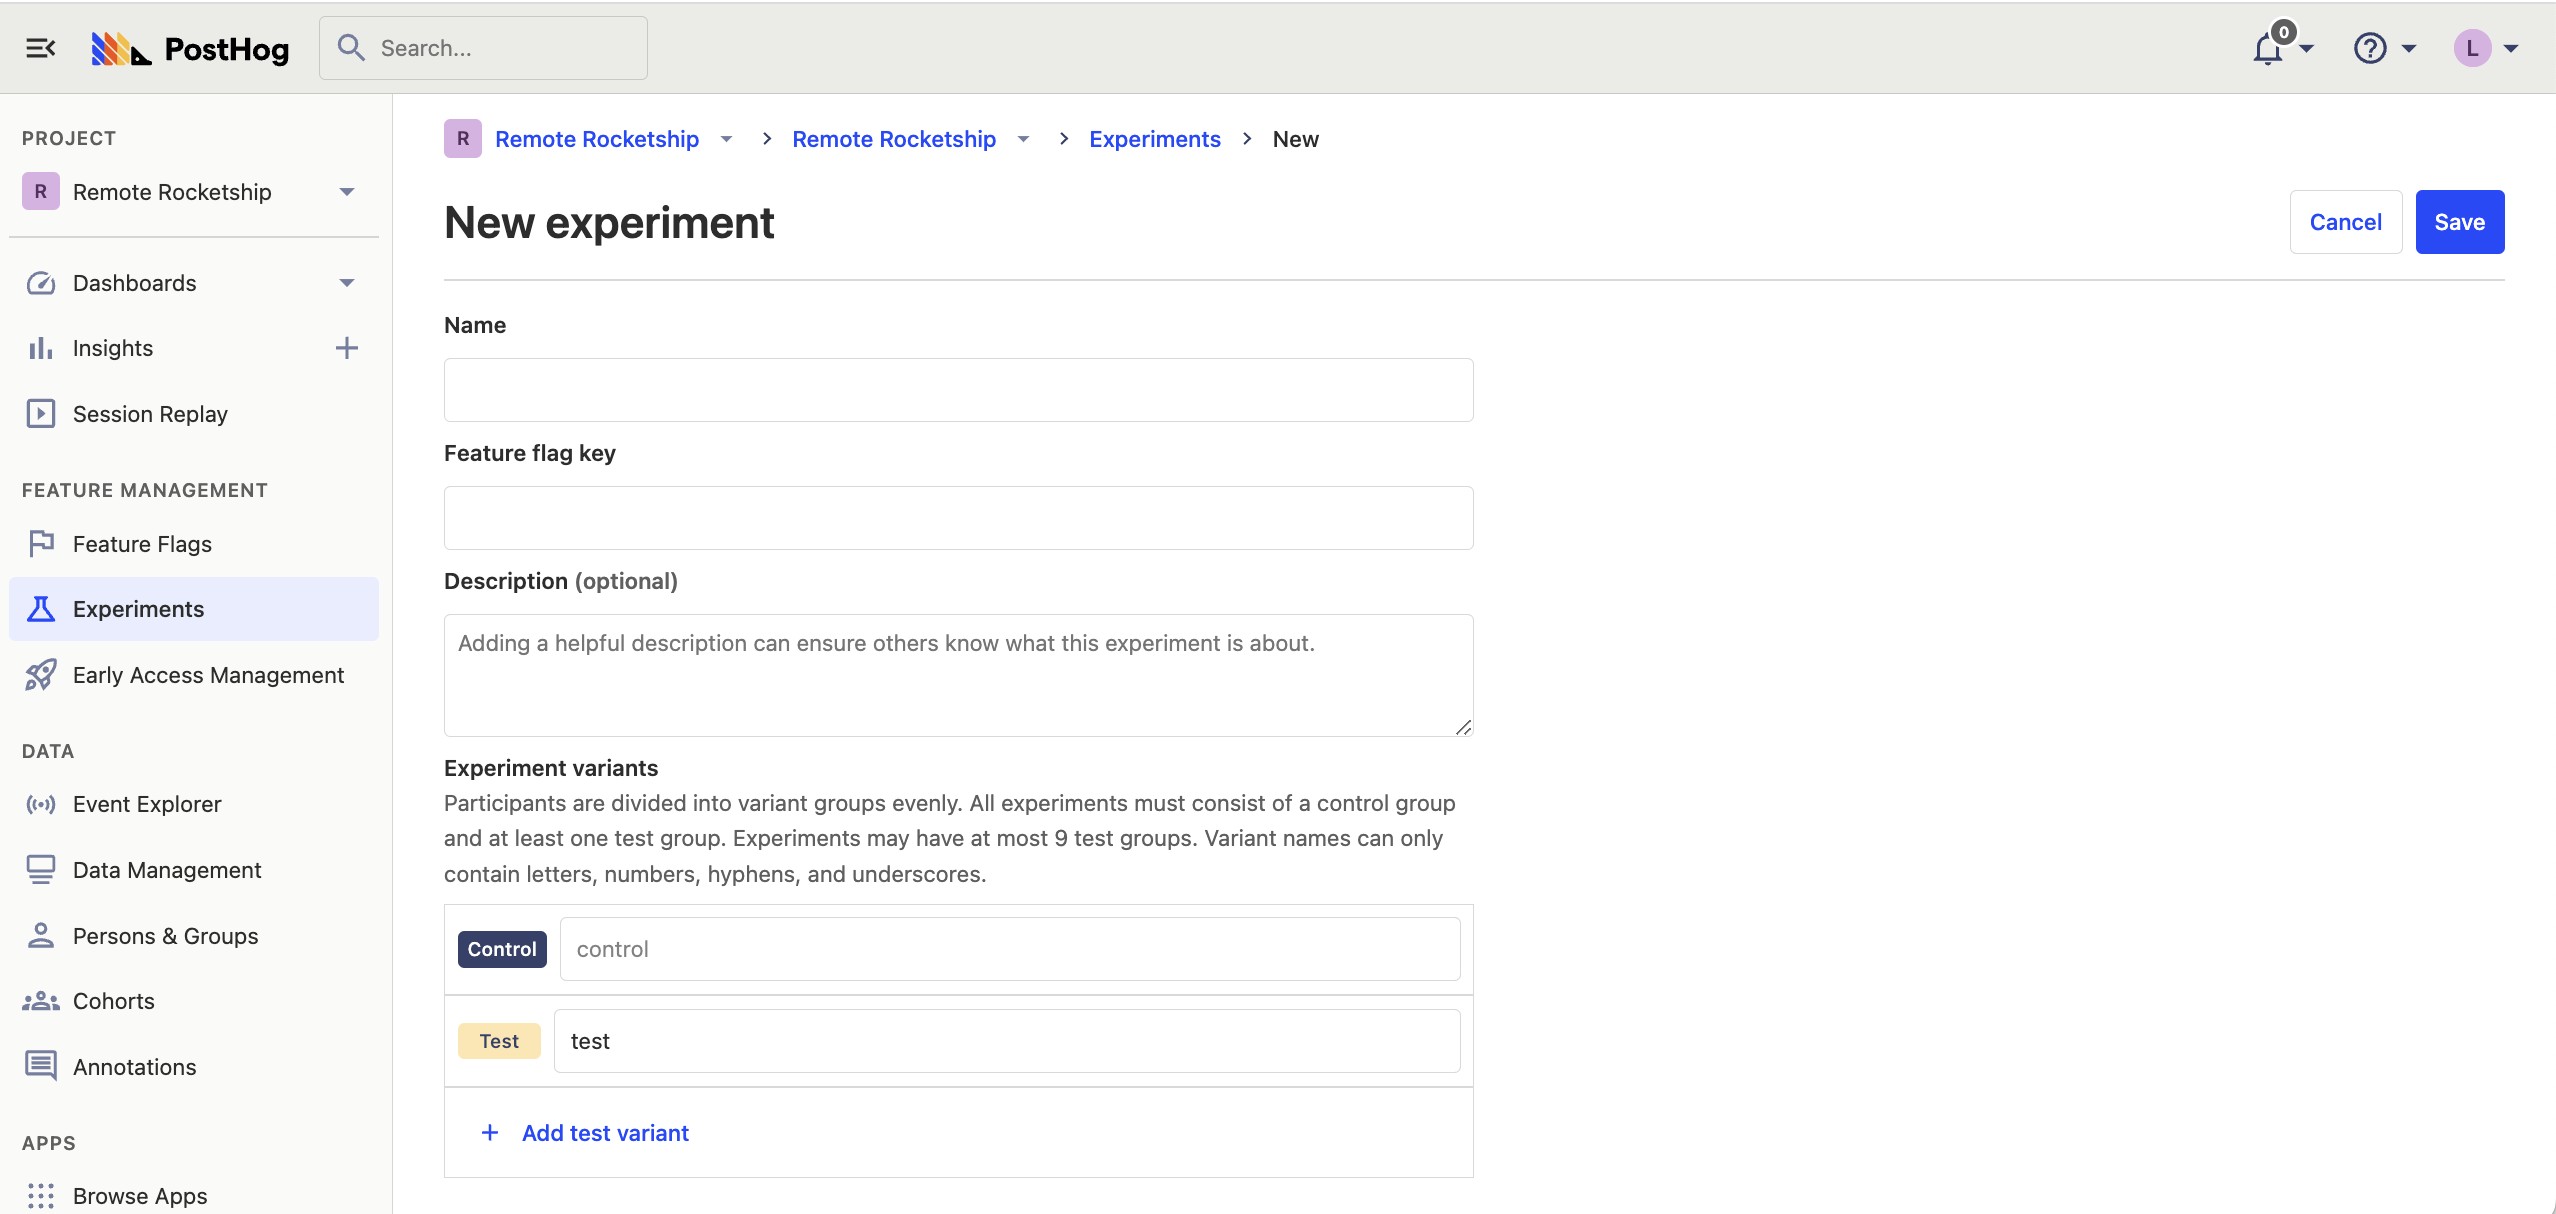 PostHog
Search...
0
L
PROJECT
R Remote Rocketship
Dashboards
Insights
Session Replay
FEATURE MANAGEMENT
Feature Flags
Experiments
Early Access Management
DATA
Event Explorer
Data Management
Persons & Groups
Cohorts
Annotations
APPS
Browse Apps
R Remote Rocketship > Remote Rocketship > Experiments > New
New experiment
Cancel
Save
Name
Feature flag key
Description (optional)
Adding a helpful description can ensure others know what this experiment is about.
Experiment variants
Participants are divided into variant groups evenly. All experiments must consist of a control group
and at least one test group. Experiments may have at most 9 test groups. Variant names can only
contain letters, numbers, hyphens, and underscores.
Control control
Test test
+ Add test variant